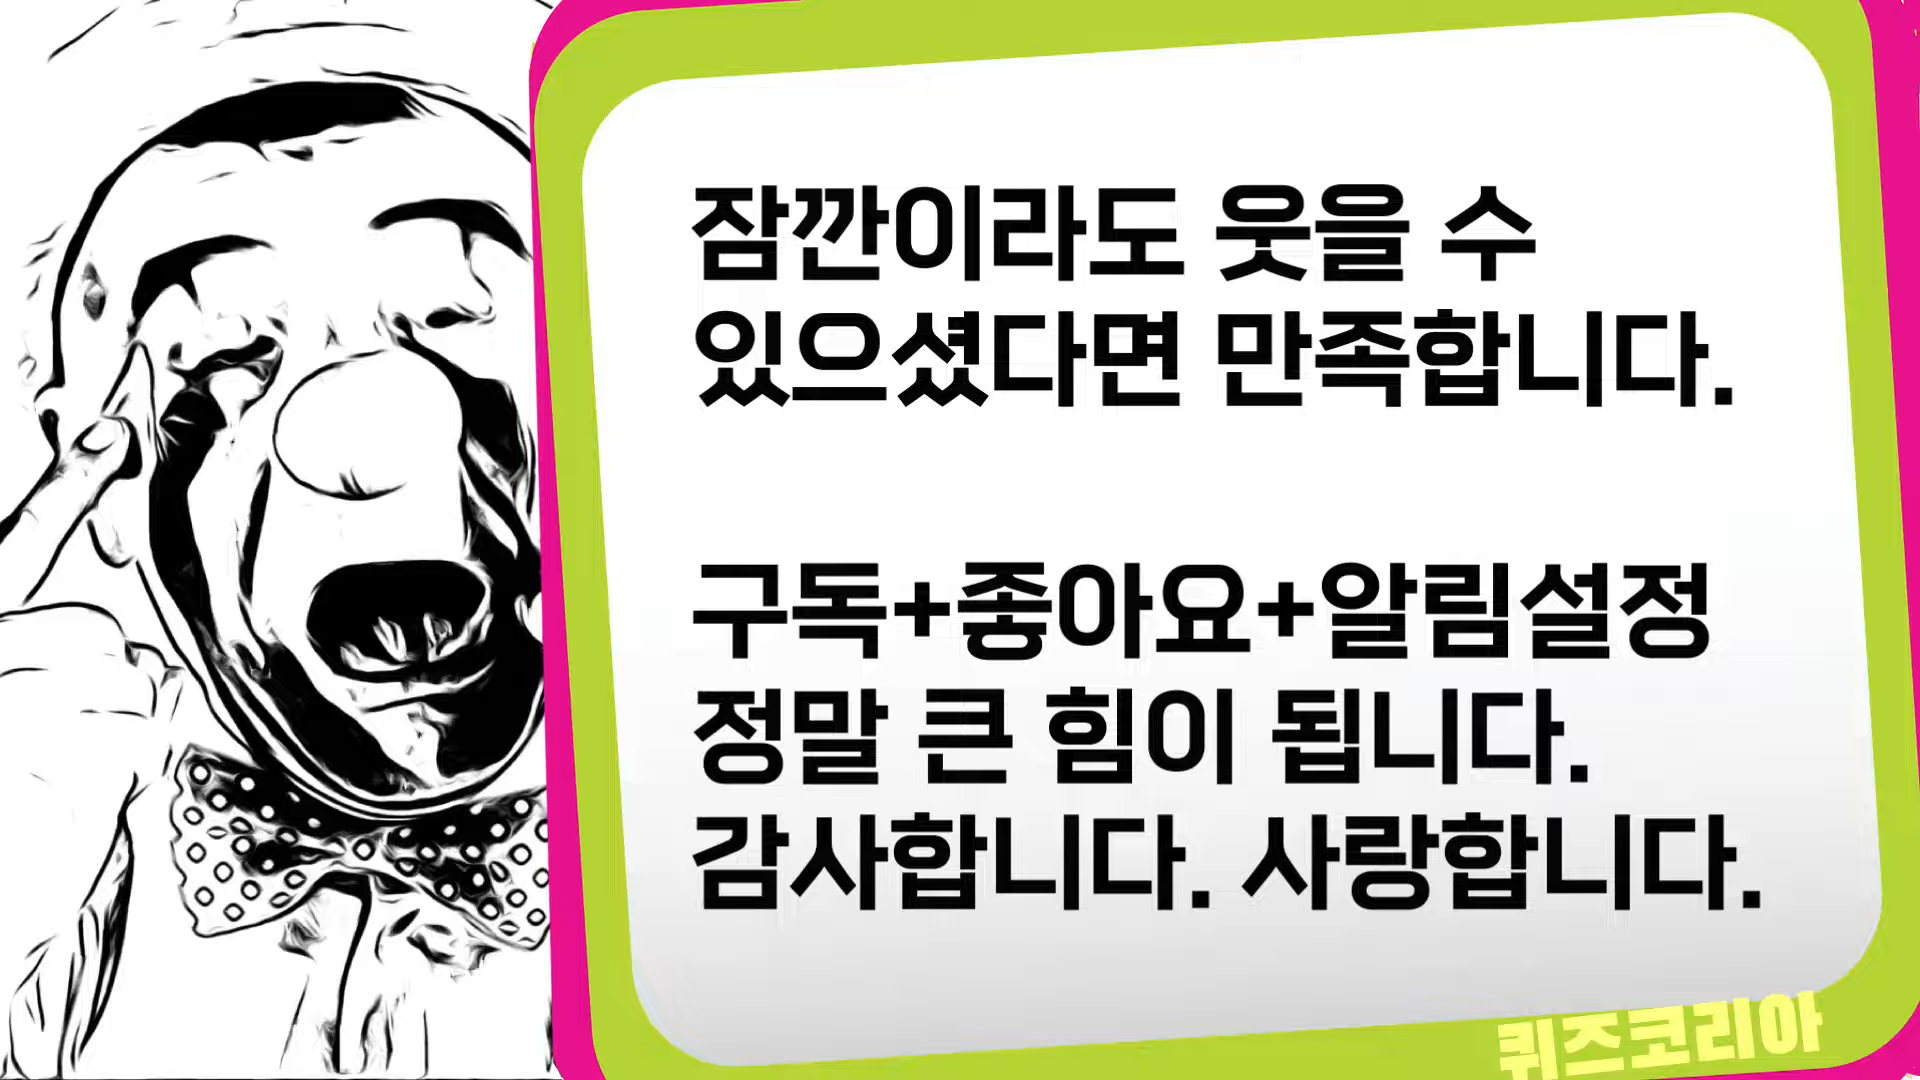 잠깐이라도 웃을 수
있으셨다면 만족합니다.
구독+좋아요+알림설정
정말 큰 힘이 됩니다.
감사합니다. 사랑합니다.
퀴즈코리아